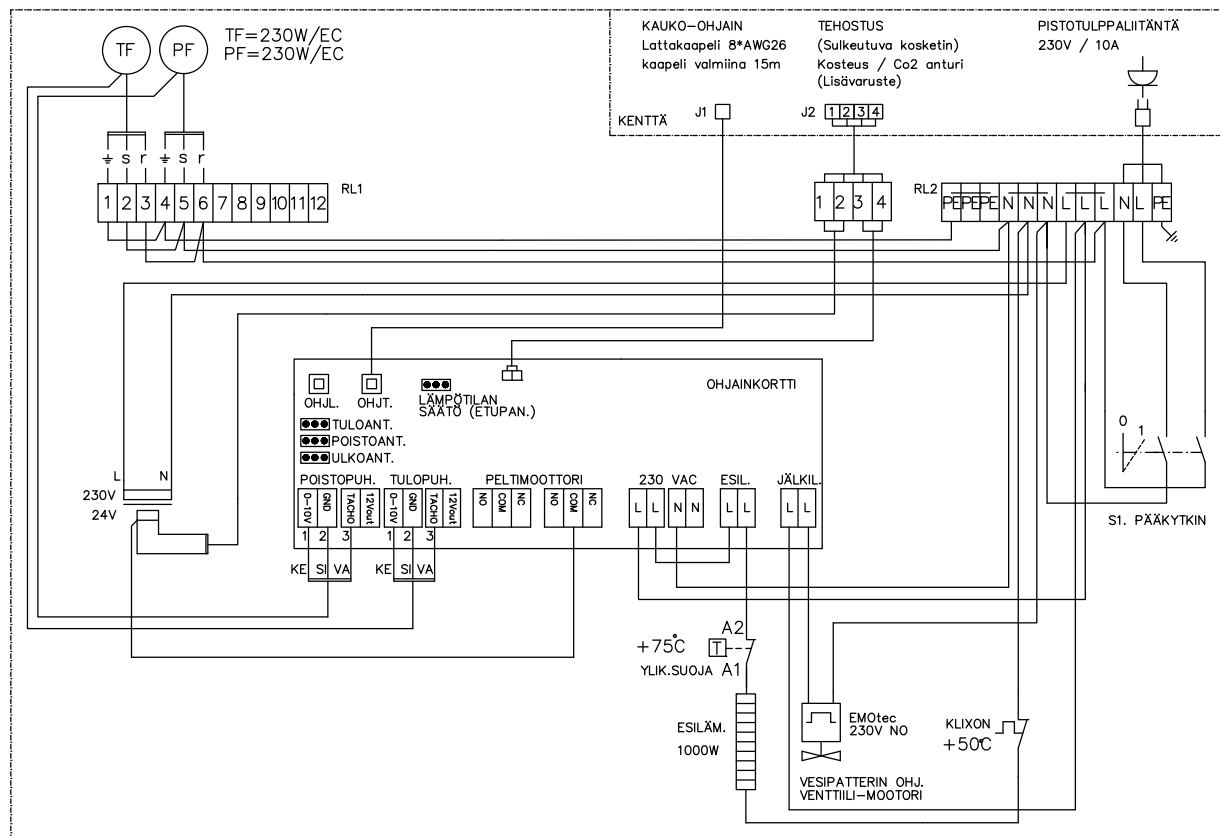 TF
PF
TF=230W/EC
PF=230W/EC
KAUKO-OHJAIN
Lattakaapeli 8*AWG26
kaapeli valmiina 15m
TEHOSTUS
(Sulkeutuva kosketin)
Kosteus / Co2 anturi
(Lisävaruste)
PISTOTULPPALIITÄNTÄ
230V / 10A
KENTTÄ
J1
J2 1 2 3 4
s r s r
1 2 3 4 5 6 7 8 9 10 11 12
RL1
1 2 3 4
RL2
PE PE PE N N N L L L N L PE
OHJL.
OHJT.
LÄMPÖTILAN
SÄÄTÖ (ETUPAN.)
OHJAINKORTTI
TULOANT.
POISTOANT.
ULKOANT.
0
1
S1. PÄÄKYTKIN
L N
230V
24V
POISTOPUH. TULOPUH. PELTIMOOTTORI 230 VAC ESIL. JÄLKIL.
0-10V GND TACHO 12Vout 0-10V GND TACHO 12Vout NO COM NC NO COM NC L L N N L L L L
1 2 3 1 2 3
KE SI VA KE SI VA
+75°C
T
A2
YLIK.SUOJA A1
ESILÄM.
1000W
EMOtec
230V NO
VESIPATTERIN OHJ.
VENTTIILI-MOOTORI
KLIXON
+50°C